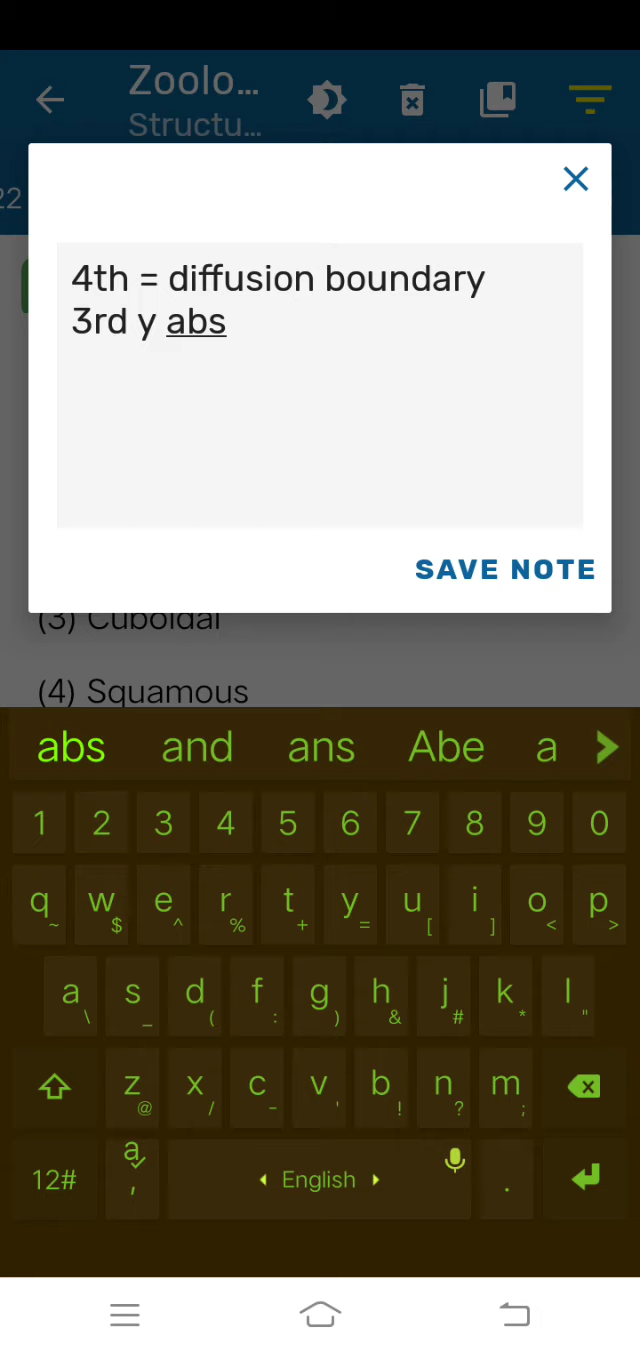 Zoolo...
Structu...
22
4th = diffusion boundary
3rd y abs
SAVE NOTE
(3) Cuboidal
(4) Squamous
abs and ans Abe a
1 2 3 4 5 6 7 8 9 0
q w e r t y u i o p
~ $ ^ % + = [ ] < >
a s d f g h j k l
\ _ ( : ) & # * "
z x c v b n m
@ / - ' ! ? ;
12# a , English .